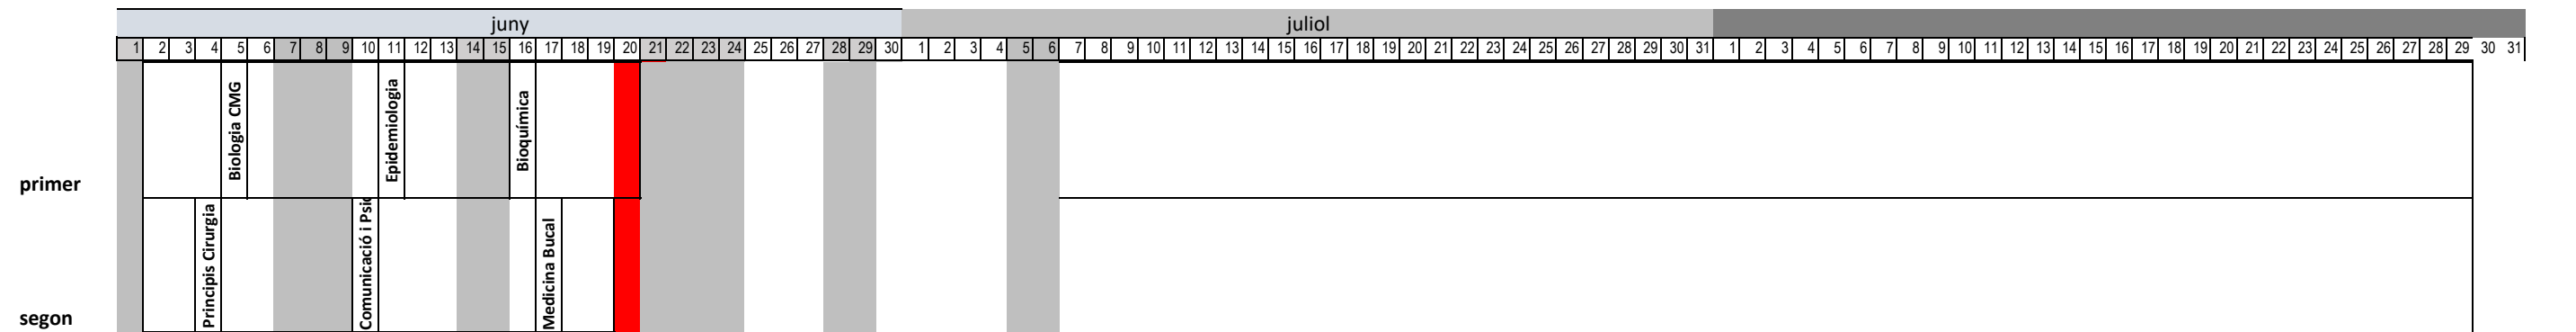 juny juliol
1 2 3 4 5 6 7 8 9 10 11 12 13 14 15 16 17 18 19 20 21 22 23 24 25 26 27 28 29 30 1 2 3 4 5 6 7 8 9 10 11 12 13 14 15 16 17 18 19 20 21 22 23 24 25 26 27 28 29 30 31 1 2 3 4 5 6 7 8 9 10 11 12 13 14 15 16 17 18 19 20 21 22 23 24 25 26 27 28 29 30 31
primer
Biologia CMG
Epidemiologia
Bioquímica
segon
Principis Cirurgia
Comunicació i Psic
Medicina Bucal